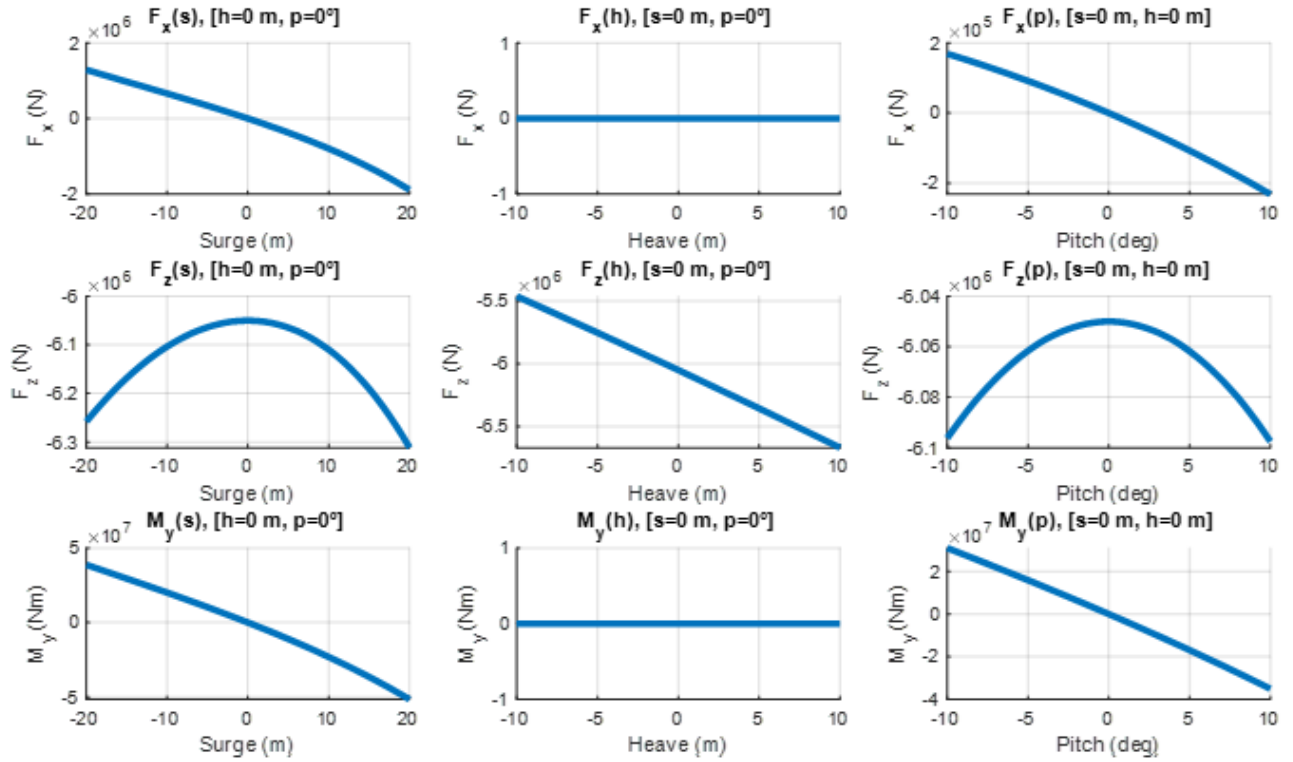 F_x(s), [h=0 m, p=0º]
×10^6
2
0
-2
F_x (N)
-20 -10 0 10 20
Surge (m)
F_x(h), [s=0 m, p=0º]
1
0
-1
F_x (N)
-10 -5 0 5 10
Heave (m)
F_x(p), [s=0 m, h=0 m]
×10^5
2
0
-2
F_x (N)
-10 -5 0 5 10
Pitch (deg)
F_z(s), [h=0 m, p=0º]
×10^6
-6
-6.1
-6.2
-6.3
F_z (N)
-20 -10 0 10 20
Surge (m)
F_z(h), [s=0 m, p=0º]
×10^6
-5.5
-6
-6.5
F_z (N)
-10 -5 0 5 10
Heave (m)
F_z(p), [s=0 m, h=0 m]
×10^6
-6.04
-6.06
-6.08
-6.1
F_z (N)
-10 -5 0 5 10
Pitch (deg)
M_y(s), [h=0 m, p=0º]
×10^7
5
0
-5
M_y (Nm)
-20 -10 0 10 20
Surge (m)
M_y(h), [s=0 m, p=0º]
1
0
-1
M_y (Nm)
-10 -5 0 5 10
Heave (m)
M_y(p), [s=0 m, h=0 m]
×10^7
2
0
-2
-4
M_y (Nm)
-10 -5 0 5 10
Pitch (deg)